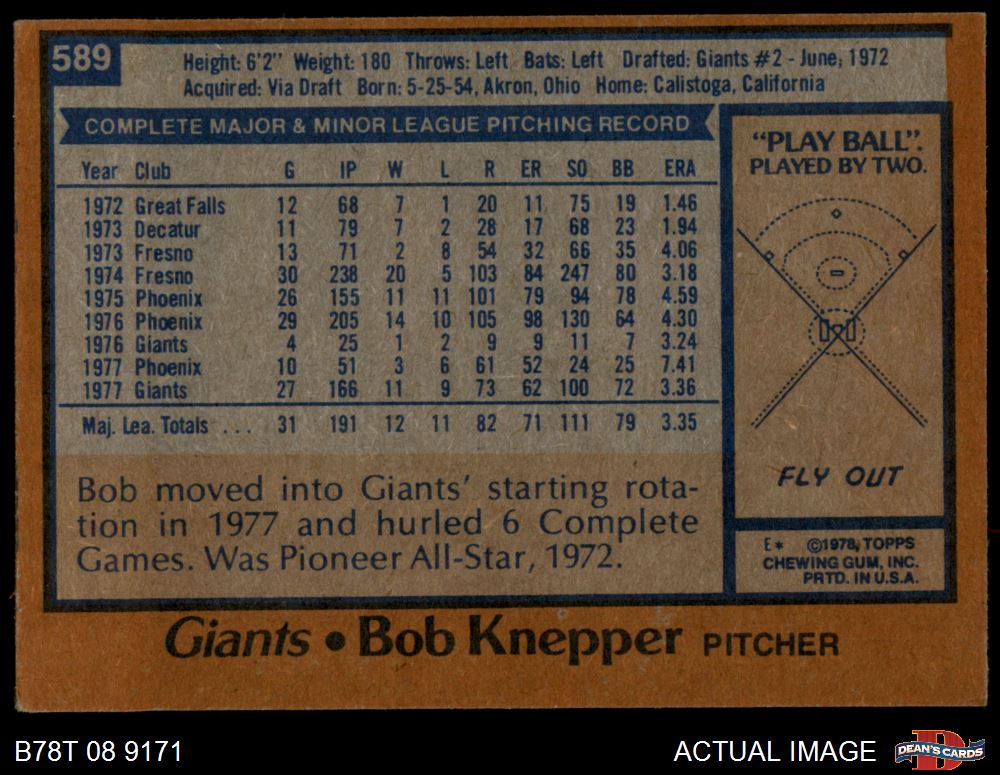 589
Height: 6'2" Weight: 180 Throws: Left Bats: Left Drafted: Giants #2 - June, 1972
Acquired: Via Draft Born: 5-25-54, Akron, Ohio Home: Calistoga, California
COMPLETE MAJOR & MINOR LEAGUE PITCHING RECORD
Year Club G IP W L R ER SO BB ERA
1972 Great Falls 12 68 7 1 20 11 75 19 1.46
1973 Decatur 11 79 7 2 28 17 68 23 1.94
1973 Fresno 13 71 2 8 54 32 66 35 4.06
1974 Fresno 30 238 20 5 103 84 247 80 3.18
1975 Phoenix 26 155 11 11 101 79 94 78 4.59
1976 Phoenix 29 205 14 10 105 98 130 64 4.30
1976 Giants 4 25 1 2 9 9 11 7 3.24
1977 Phoenix 10 51 3 6 61 52 24 25 7.41
1977 Giants 27 166 11 9 73 62 100 72 3.36
Maj. Lea. Totals ... 31 191 12 11 82 71 111 79 3.35
Bob moved into Giants' starting rota-
tion in 1977 and hurled 6 Complete
Games. Was Pioneer All-Star, 1972.
"PLAY BALL".
PLAYED BY TWO.
FLY OUT
E* ©1978, TOPPS
CHEWING GUM, INC.
PRTD. IN U.S.A.
Giants • Bob Knepper PITCHER
B78T 08 9171
ACTUAL IMAGE
DEAN'S CARDS